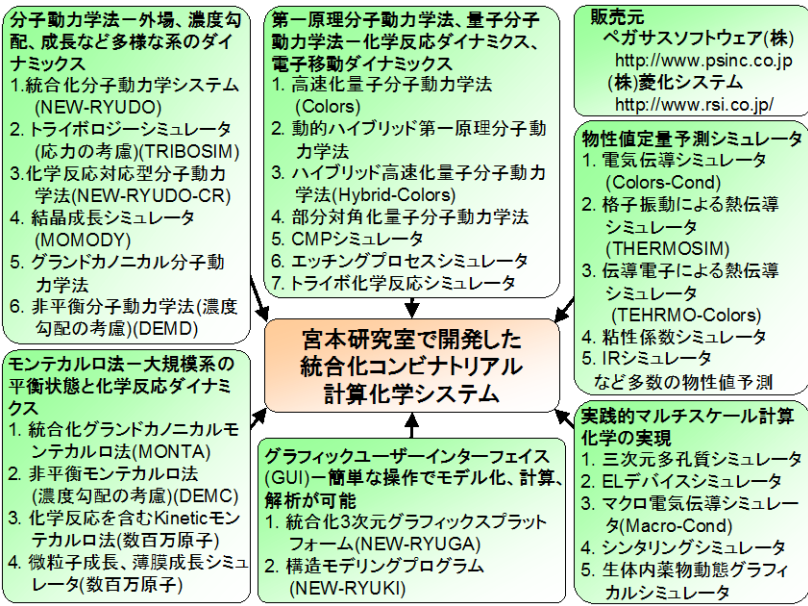 分子動力学法－外場、濃度勾
配、成長など多様な系のダイ
ナミックス
1.統合化分子動力学システム
(NEW-RYUDO)
2. トライボロジーシミュレータ
(応力の考慮)(TRIBOSIM)
3.化学反応対応型分子動力
学法(NEW-RYUDO-CR)
4. 結晶成長シミュレータ
(MOMODY)
5. グランドカノニカル分子動
力学法
6. 非平衡分子動力学法(濃度
勾配の考慮)(DEMD)
第一原理分子動力学法、量子分子
動力学法－化学反応ダイナミクス、
電子移動ダイナミックス
1. 高速化量子分子動力学法
(Colors)
2. 動的ハイブリッド第一原理分子動
力学法
3. ハイブリッド高速化量子分子動力
学法(Hybrid-Colors)
4. 部分対角化量子分子動力学法
5. CMPシミュレータ
6. エッチングプロセスシミュレータ
7. トライボ化学反応シミュレータ
販売元
ペガサスソフトウェア(株)
http://www.psinc.co.jp
(株)菱化システム
http://www.rsi.co.jp/
物性値定量予測シミュレータ
1. 電気伝導シミュレータ
(Colors-Cond)
2. 格子振動による熱伝導
シミュレータ
(THERMOSIM)
3. 伝導電子による熱伝導
シミュレータ
(TEHRMO-Colors)
4. 粘性係数シミュレータ
5. IRシミュレータ
など多数の物性値予測
宮本研究室で開発した
統合化コンビナトリアル
計算化学システム
モンテカルロ法－大規模系の
平衡状態と化学反応ダイナミ
クス
1. 統合化グランドカノニカルモ
ンテカルロ法(MONTA)
2. 非平衡モンテカルロ法
(濃度勾配の考慮)(DEMC)
3. 化学反応を含むKineticモン
テカルロ法(数百万原子)
4. 微粒子成長、薄膜成長シミュ
レータ(数百万原子)
グラフィックユーザーインターフェイス
(GUI)－簡単な操作でモデル化、計算、
解析が可能
1. 統合化3次元グラフィックスプラット
フォーム(NEW-RYUGA)
2. 構造モデリングプログラム
(NEW-RYUKI)
実践的マルチスケール計算
化学の実現
1. 三次元多孔質シミュレータ
2. ELデバイスシミュレータ
3. マクロ電気伝導シミュレー
タ(Macro-Cond)
4. シンタリングシミュレータ
5. 生体内薬物動態グラフィ
カルシミュレータ